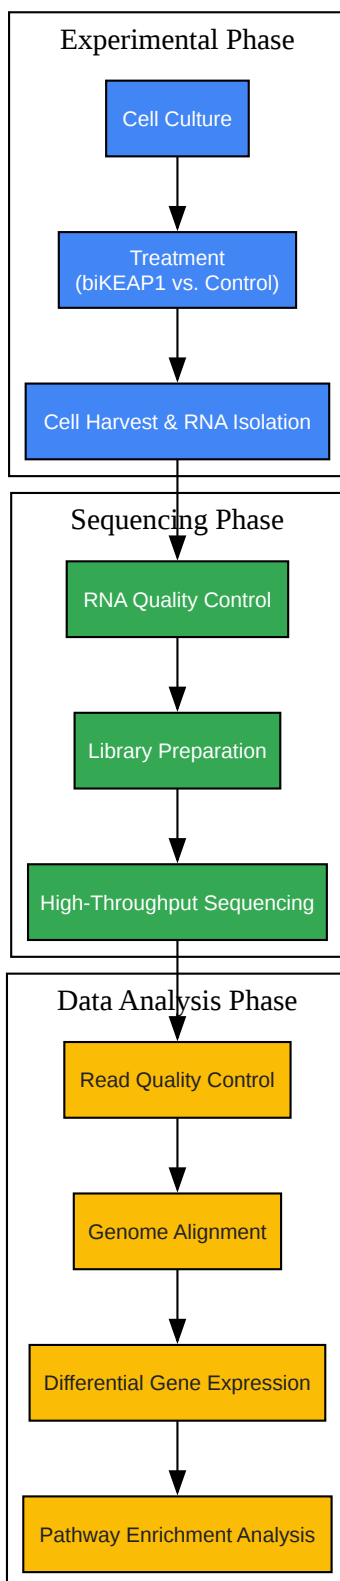 Experimental Phase
Cell Culture
Treatment
(biKEAP1 vs. Control)
Cell Harvest & RNA Isolation
Sequencing Phase
RNA Quality Control
Library Preparation
High-Throughput Sequencing
Data Analysis Phase
Read Quality Control
Genome Alignment
Differential Gene Expression
Pathway Enrichment Analysis